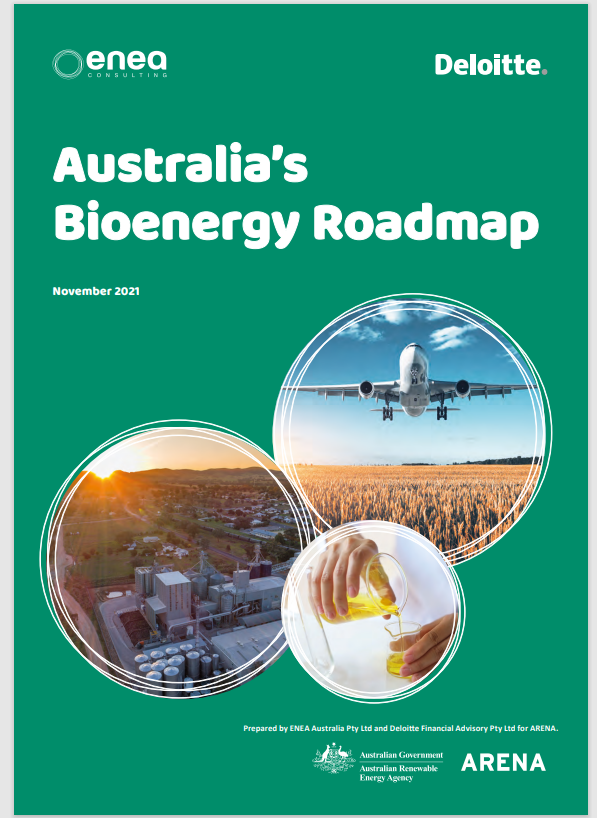 enea
CONSULTING
Deloitte.
Australia's
Bioenergy Roadmap
November 2021
Prepared by ENEA Australia Pty Ltd and Deloitte Financial Advisory Pty Ltd for ARENA.
Australian Government
Australian Renewable
Energy Agency
ARENA